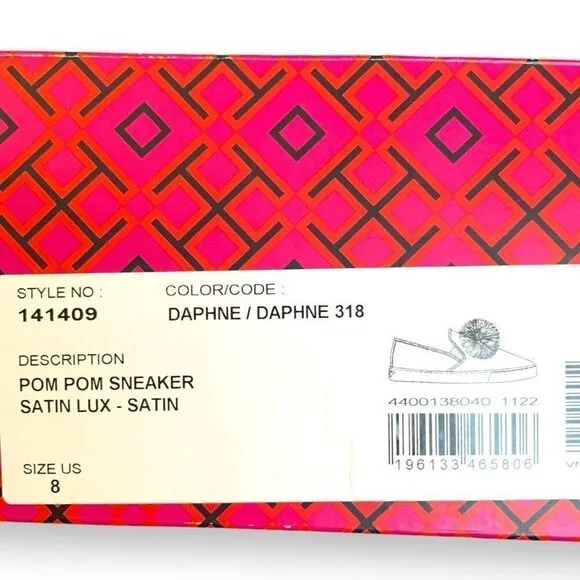 STYLE NO :
141409
COLOR/CODE :
DAPHNE / DAPHNE 318
DESCRIPTION
POM POM SNEAKER
SATIN LUX - SATIN
SIZE US
8
4400138040 1122
196133 465806
VN